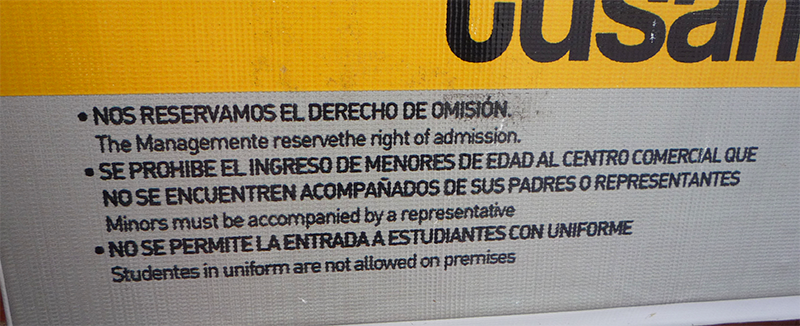 • NOS RESERVAMOS EL DERECHO DE OMISIÓN.
The Managemente reservethe right of admission.
• SE PROHIBE EL INGRESO DE MENORES DE EDAD AL CENTRO COMERCIAL QUE
NO SE ENCUENTREN ACOMPAÑADOS DE SUS PADRES O REPRESENTANTES
Minors must be accompanied by a representative
• NO SE PERMITE LA ENTRADA A ESTUDIANTES CON UNIFORME
Studentes in uniform are not allowed on premises